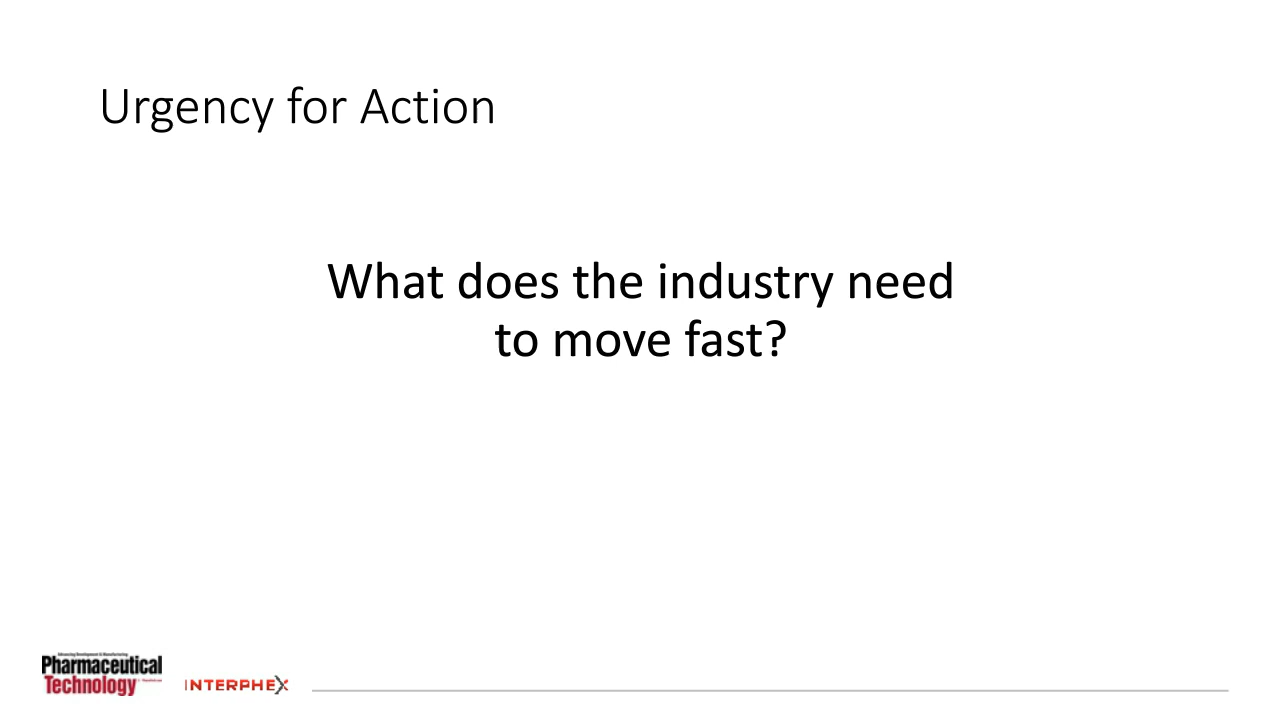 Urgency for Action
What does the industry need
to move fast?
Pharmaceutical
Technology
INTERPHEX